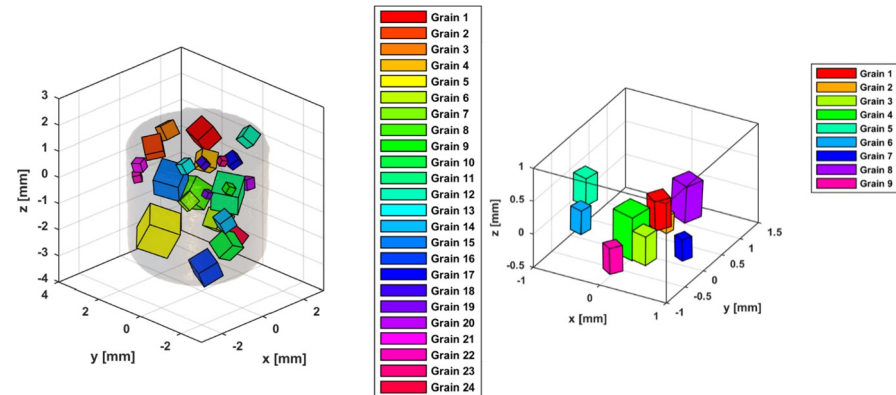 3
2
1
0
-1
-2
-3
-4
z [mm]
4
2
0
-2
y [mm]
-2
0
2
x [mm]
Grain 1
Grain 2
Grain 3
Grain 4
Grain 5
Grain 6
Grain 7
Grain 8
Grain 9
Grain 10
Grain 11
Grain 12
Grain 13
Grain 14
Grain 15
Grain 16
Grain 17
Grain 18
Grain 19
Grain 20
Grain 21
Grain 22
Grain 23
Grain 24
1
0.5
0
-0.5
z [mm]
-1
0
1
x [mm]
-1
-0.5
0
0.5
1
1.5
y [mm]
Grain 1
Grain 2
Grain 3
Grain 4
Grain 5
Grain 6
Grain 7
Grain 8
Grain 9